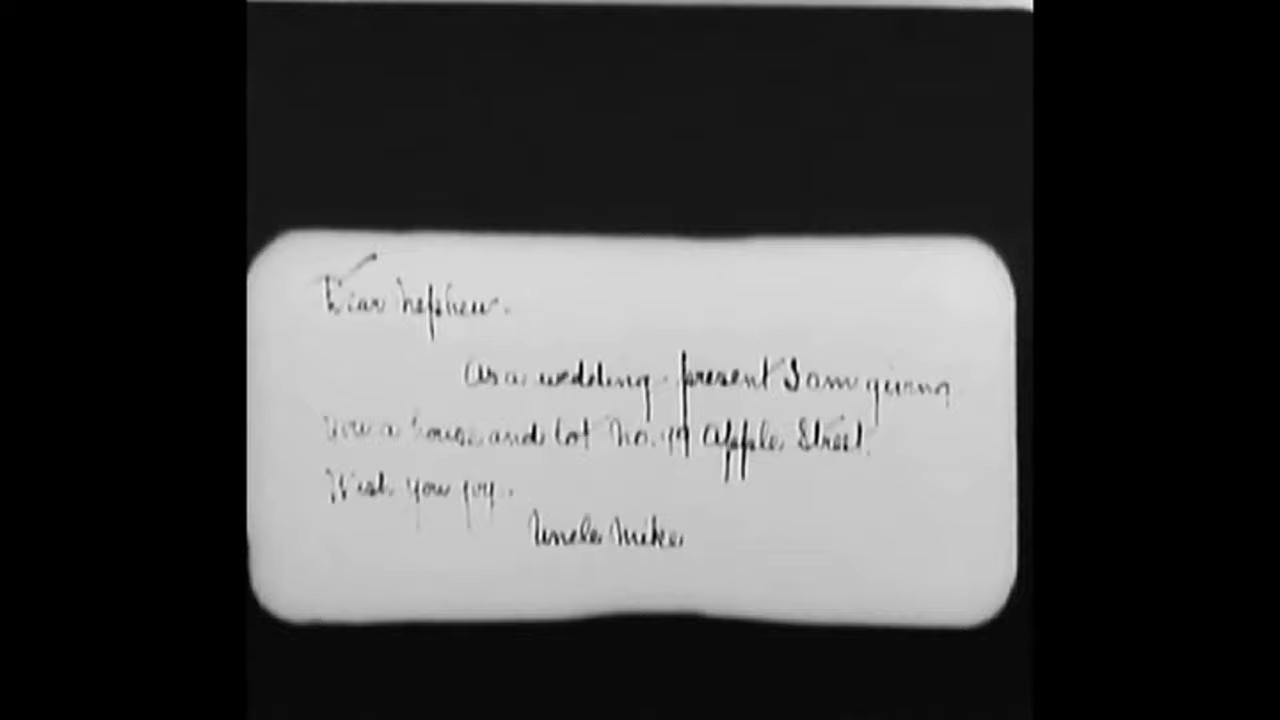 Dear nephew.
As a wedding present I am giving
you a house and lot No. 99 Apple Street.
Wish you joy.
Uncle Mike